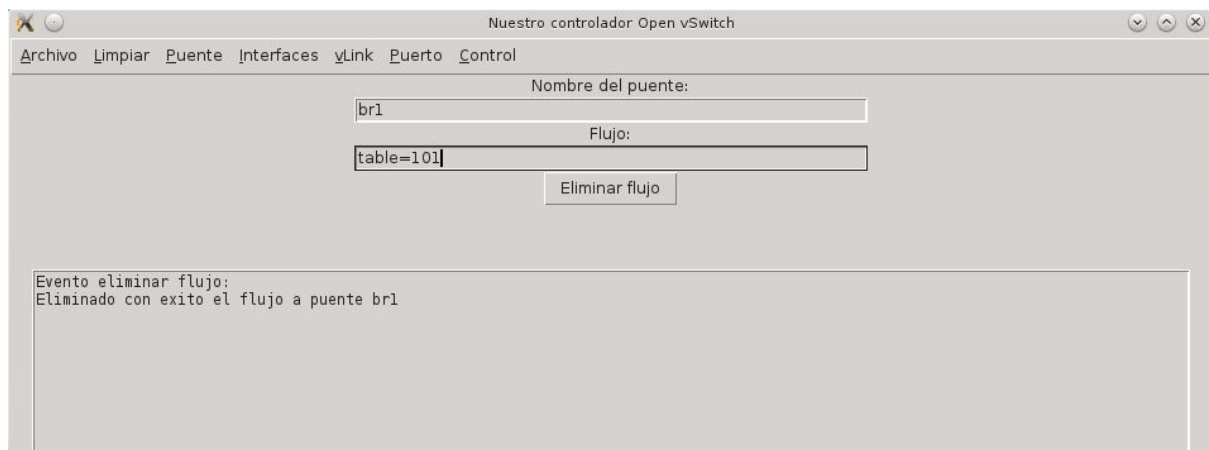 Nuestro controlador Open vSwitch
Archivo Limpiar Puente Interfaces vLink Puerto Control
Nombre del puente:
br1
Flujo:
table=101
Eliminar flujo
Evento eliminar flujo:
Eliminado con exito el flujo a puente br1